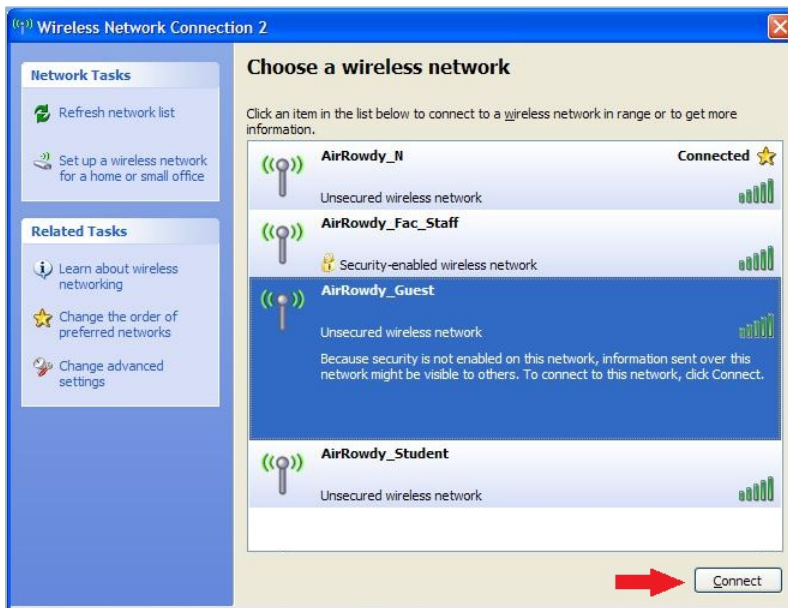 Wireless Network Connection 2
Network Tasks
Refresh network list
Set up a wireless network
for a home or small office
Related Tasks
Learn about wireless
networking
Change the order of
preferred networks
Change advanced
settings
Choose a wireless network
Click an item in the list below to connect to a wireless network in range or to get more
information.
AirRowdy_N Connected
Unsecured wireless network
AirRowdy_Fac_Staff
Security-enabled wireless network
AirRowdy_Guest
Unsecured wireless network
Because security is not enabled on this network, information sent over this
network might be visible to others. To connect to this network, click Connect.
AirRowdy_Student
Unsecured wireless network
Connect